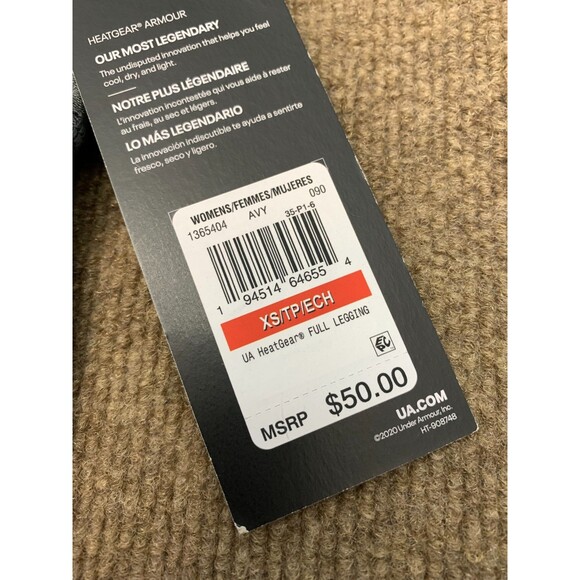 HEATGEAR® ARMOUR
OUR MOST LEGENDARY
The undisputed innovation that helps you feel
cool, dry, and light.
NOTRE PLUS LÉGENDAIRE
L'innovation incontestée qui vous aide à rester
au frais, au sec et légers.
LO MÁS LEGENDARIO
La innovación indiscutible te ayuda a sentirte
fresco, seco y ligero.
WOMENS/FEMMES/MUJERES
1365404 AVY 090
35-P1-6
1 94514 64655 4
XS/TP/ECH
UA HeatGear® FULL LEGGING
MSRP $50.00
UA.COM
©2020 Under Armour, Inc.
HT-908748